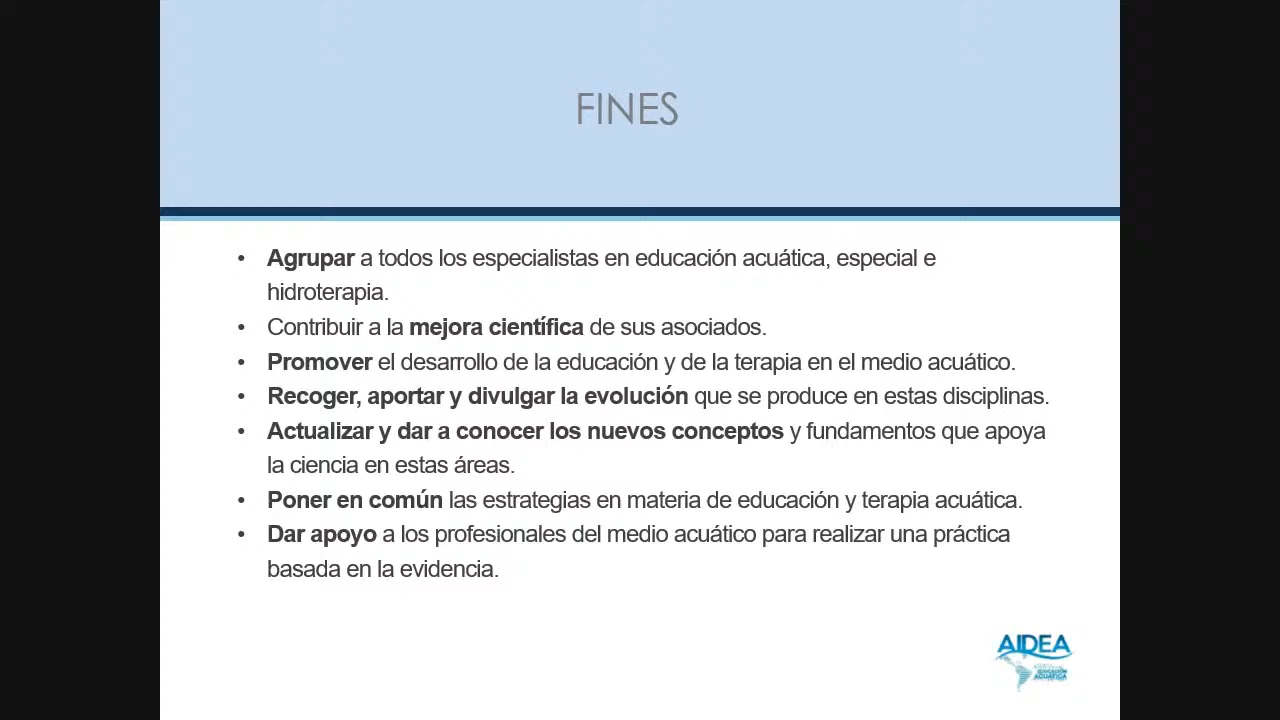 FINES
• Agrupar a todos los especialistas en educación acuática, especial e
hidroterapia.
• Contribuir a la mejora científica de sus asociados.
• Promover el desarrollo de la educación y de la terapia en el medio acuático.
• Recoger, aportar y divulgar la evolución que se produce en estas disciplinas.
• Actualizar y dar a conocer los nuevos conceptos y fundamentos que apoya
la ciencia en estas áreas.
• Poner en común las estrategias en materia de educación y terapia acuática.
• Dar apoyo a los profesionales del medio acuático para realizar una práctica
basada en la evidencia.
AIDEA
EDUCACIÓN
ACUÁTICA